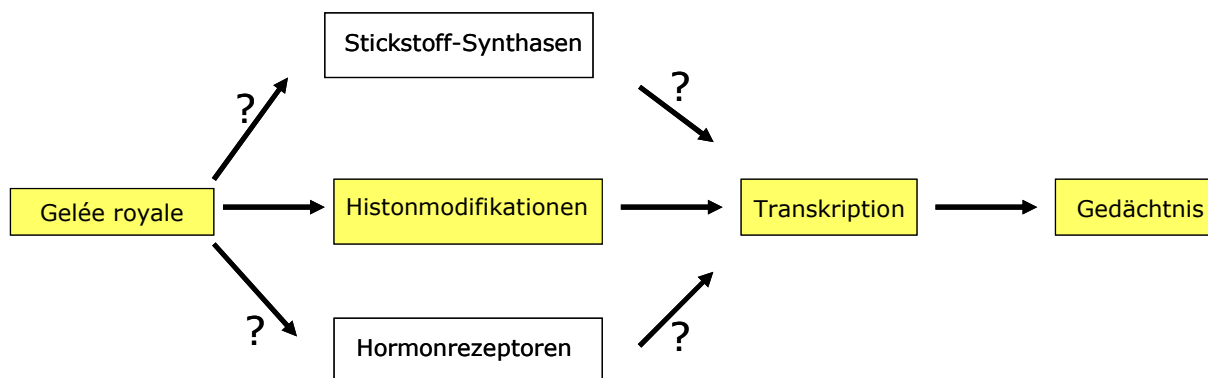 Stickstoff-Synthasen
?
?
Gelée royale
Histonmodifikationen
Transkription
Gedächtnis
?
?
Hormonrezeptoren